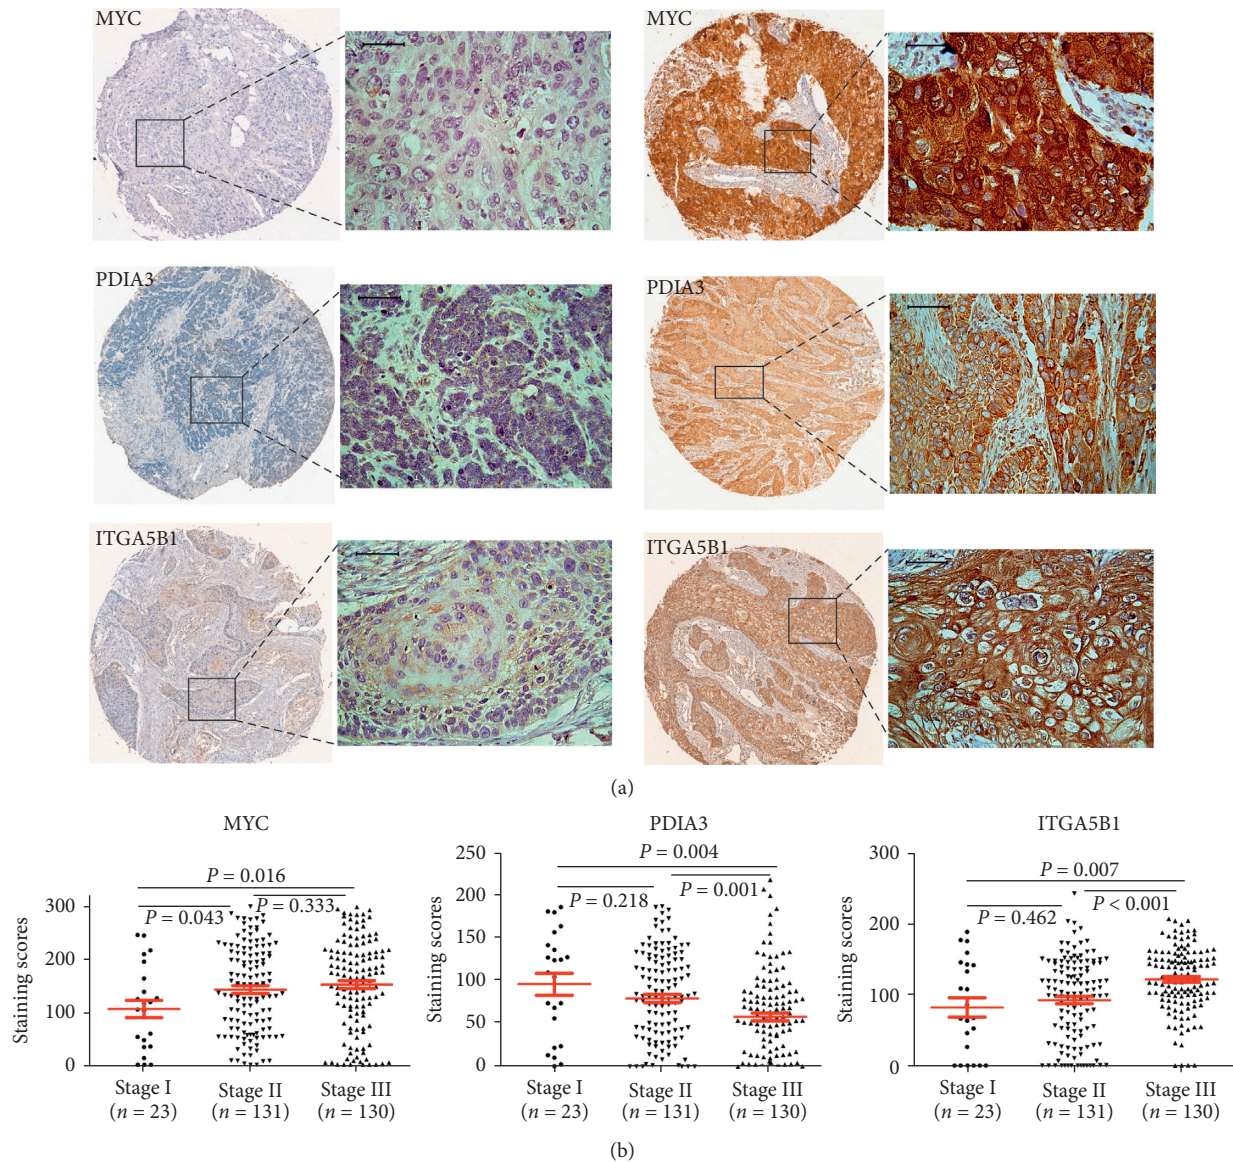 MYC
MYC
PDIA3
PDIA3
ITGA5B1
ITGA5B1
(a)
MYC
P = 0.016
P = 0.043
P = 0.333
Staining scores
300
200
100
0
Stage I
(n = 23)
Stage II
(n = 131)
Stage III
(n = 130)
PDIA3
P = 0.004
P = 0.218
P = 0.001
Staining scores
250
200
150
100
50
0
Stage I
(n = 23)
Stage II
(n = 131)
Stage III
(n = 130)
ITGA5B1
P = 0.007
P = 0.462
P < 0.001
Staining scores
300
200
100
0
Stage I
(n = 23)
Stage II
(n = 131)
Stage III
(n = 130)
(b)